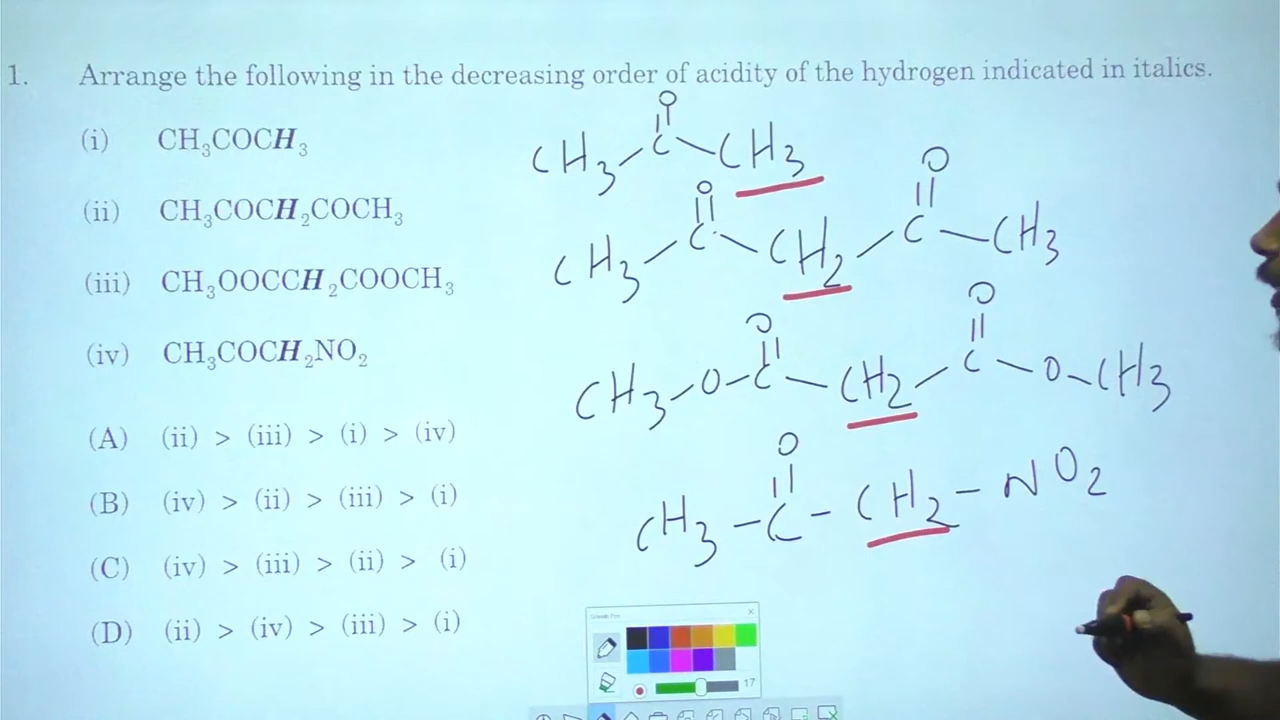 1. Arrange the following in the decreasing order of acidity of the hydrogen indicated in italics.
(i) CH₃COCH₃
(ii) CH₃COCH₂COCH₃
(iii) CH₃OOCCH₂COOCH₃
(iv) CH₃COCH₂NO₂
(A) (ii) > (iii) > (i) > (iv)
(B) (iv) > (ii) > (iii) > (i)
(C) (iv) > (iii) > (ii) > (i)
(D) (ii) > (iv) > (iii) > (i)
O
CH3 C CH3
O O
CH3 C CH2 C CH3
O O
CH3 - O - C - CH2 - C - O - CH3
O
CH3 - C - CH2 - NO2
17